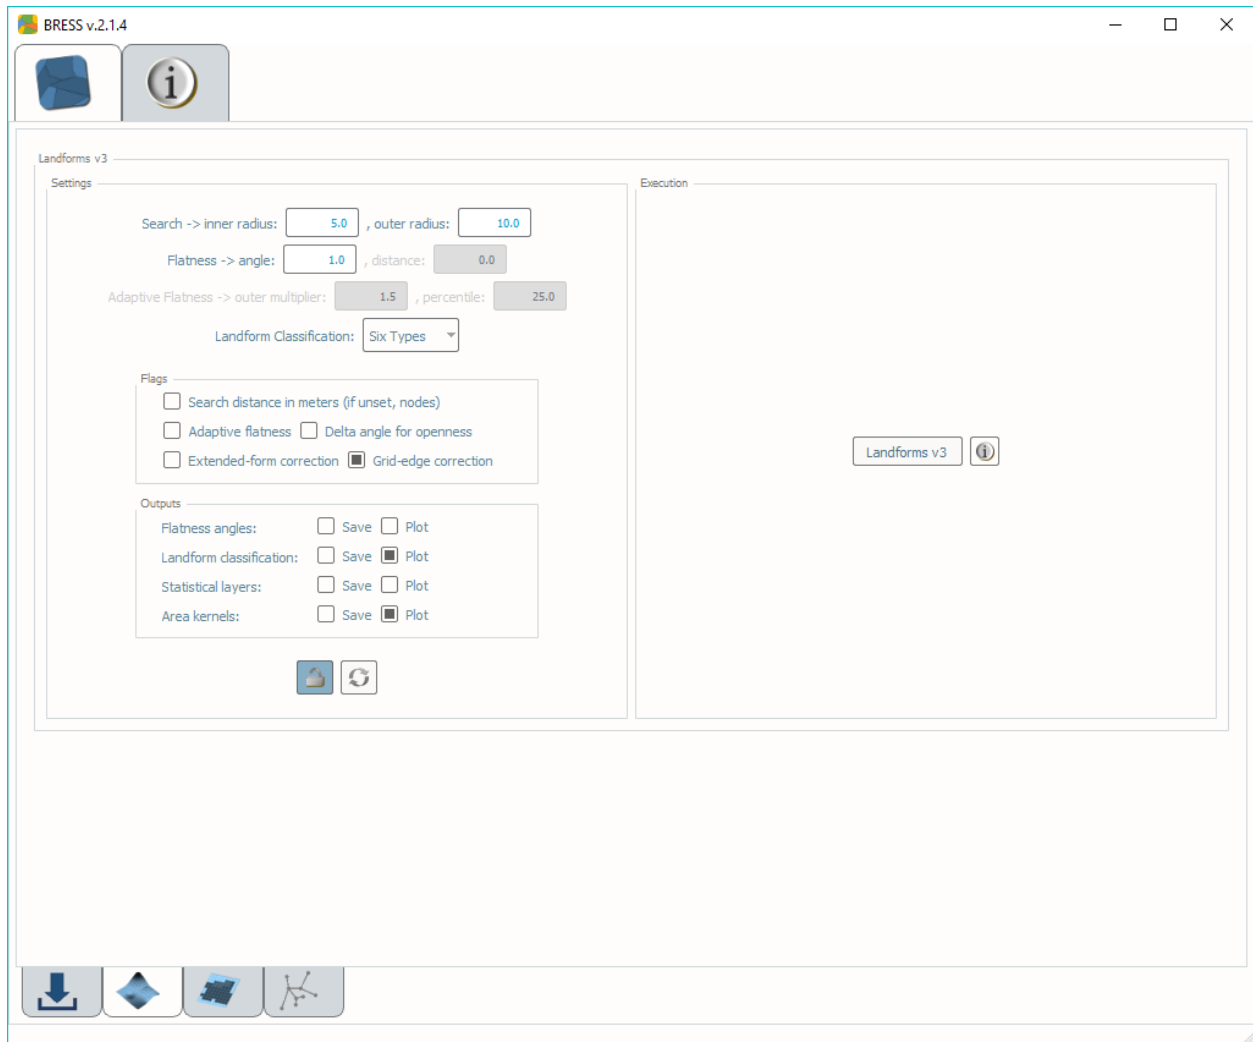 BRESS v.2.1.4
Landforms v3
Settings
Execution
Search -> inner radius: 5.0 , outer radius: 10.0
Flatness -> angle: 1.0 , distance: 0.0
Adaptive Flatness -> outer multiplier: 1.5 , percentile: 25.0
Landform Classification: Six Types
Flags
Search distance in meters (if unset, nodes)
Adaptive flatness Delta angle for openness
Extended-form correction Grid-edge correction
Outputs
Flatness angles: Save Plot
Landform classification: Save Plot
Statistical layers: Save Plot
Area kernels: Save Plot
Landforms v3 i